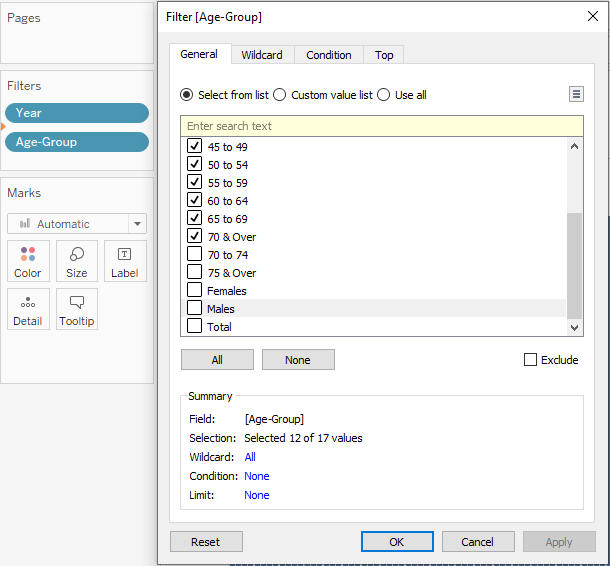 Pages
Filters
Year
Age-Group
Marks
Automatic
Color
Size
T
Label
Detail
Tooltip
Filter [Age-Group]
General
Wildcard
Condition
Top
Select from list
Custom value list
Use all
Enter search text
45 to 49
50 to 54
55 to 59
60 to 64
65 to 69
70 & Over
70 to 74
75 & Over
Females
Males
Total
All
None
Exclude
Summary
Field: [Age-Group]
Selection: Selected 12 of 17 values
Wildcard: All
Condition: None
Limit: None
Reset
OK
Cancel
Apply